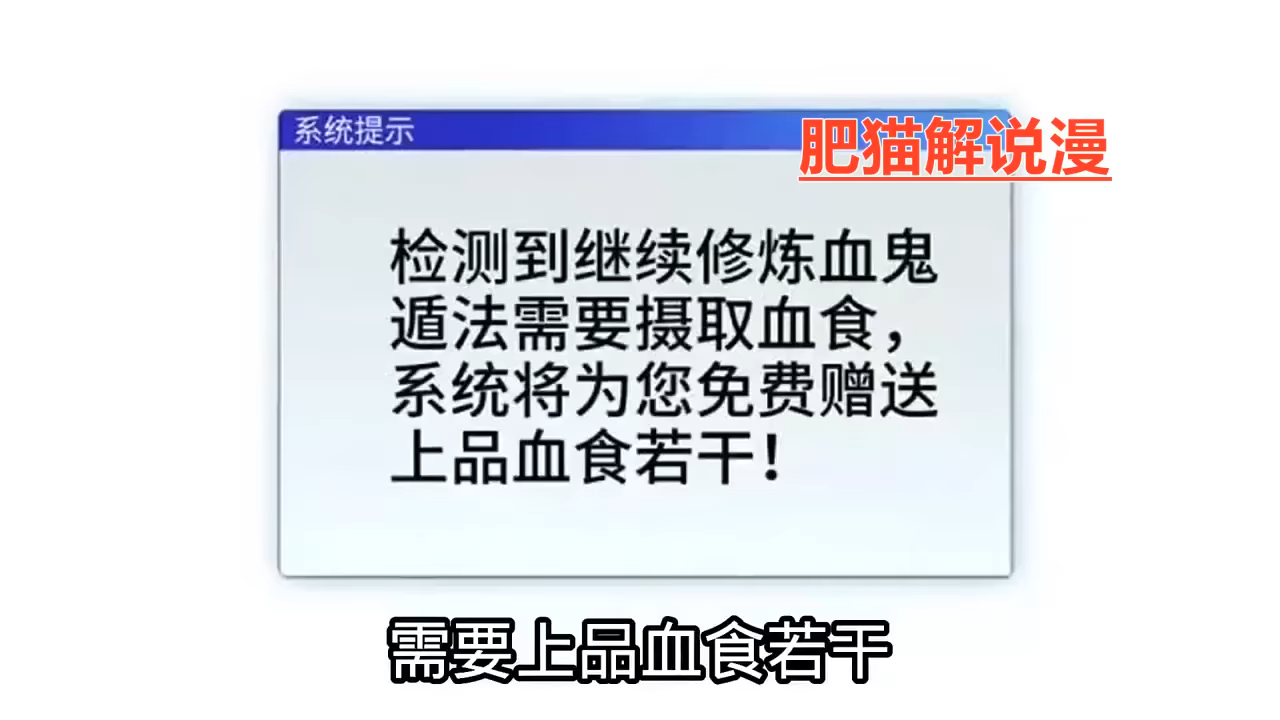 系统提示
肥猫解说漫
检测到继续修炼血鬼
遁法需要摄取血食，
系统将为您免费赠送
上品血食若干！
需要上品血食若干